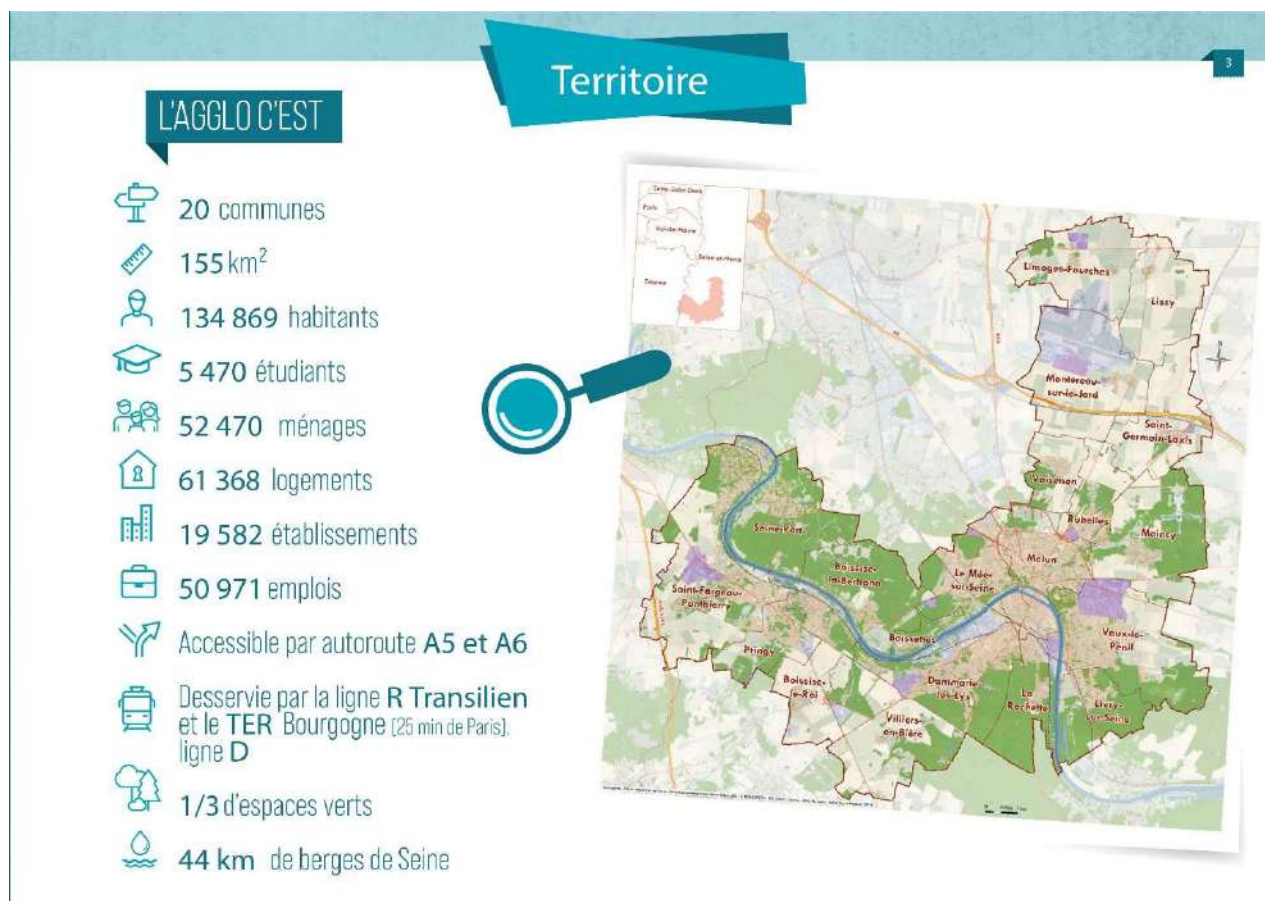 Territoire
3
L'AGGLO C'EST
20 communes
155 km²
134 869 habitants
5 470 étudiants
52 470 ménages
61 368 logements
19 582 établissements
50 971 emplois
Accessible par autoroute A5 et A6
Desservie par la ligne R Transilien
et le TER Bourgogne (25 min de Paris),
ligne D
1/3 d'espaces verts
44 km de berges de Seine
Seine-Saint-Denis
Paris
Val-de-Marne
Seine-et-Marne
Essonne
Limoges-Fourches
Lissy
Montereau-
sur-le-Jard
Saint-
Germain-Laxis
Voisenon
Rubelles
Maincy
Melun
Seine-Port
Boissise-
la-Bertrand
Le Mée-
sur-Seine
Saint-Fargeau-
Ponthierry
Boissettes
Vaux-le-
Pénil
Pringy
Boissise-
le-Roi
Dammarie-
les-Lys
La
Rochette
Livry-
sur-Seine
Villiers-
en-Bière